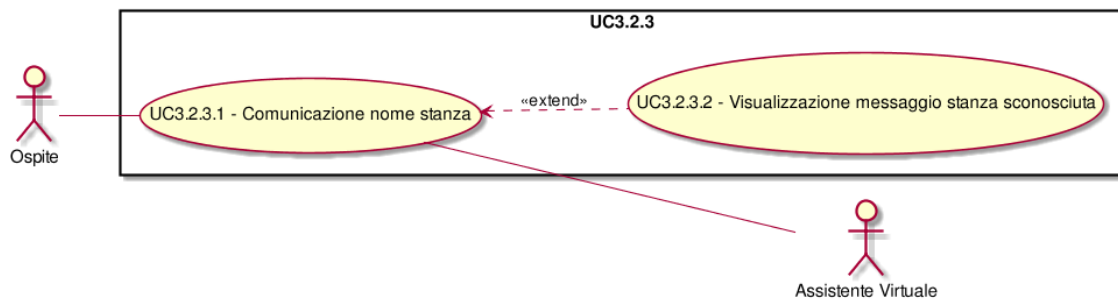 UC3.2.3
UC3.2.3.1 - Comunicazione nome stanza
«extend»
UC3.2.3.2 - Visualizzazione messaggio stanza sconosciuta
Ospite
Assistente Virtuale